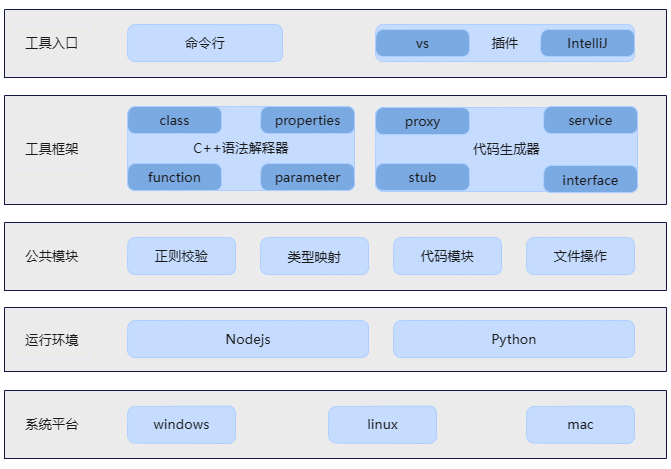 工具入口
命令行
vs
插件
IntelliJ
工具框架
class
properties
C++语法解释器
function
parameter
proxy
service
代码生成器
stub
interface
公共模块
正则校验
类型映射
代码模块
文件操作
运行环境
Nodejs
Python
系统平台
windows
linux
mac